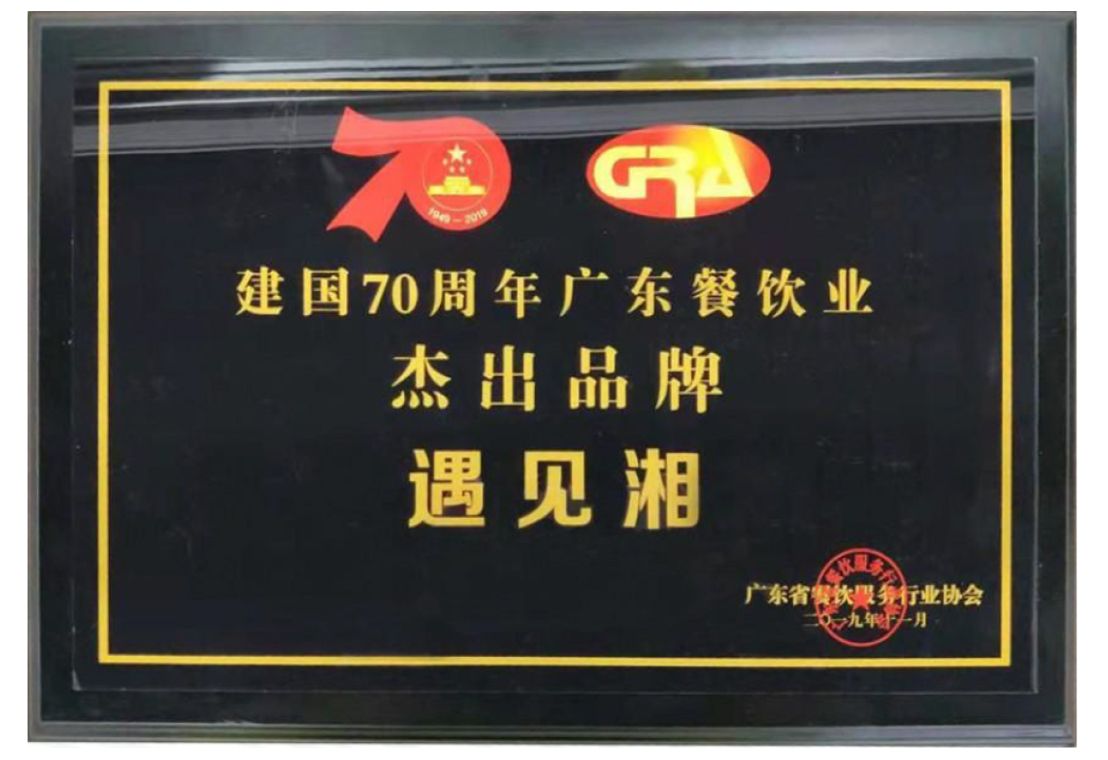 1949-2019
GRA
建国70周年广东餐饮业
杰出品牌
遇见湘
广东省餐饮服务行业协会
二〇一九年十一月